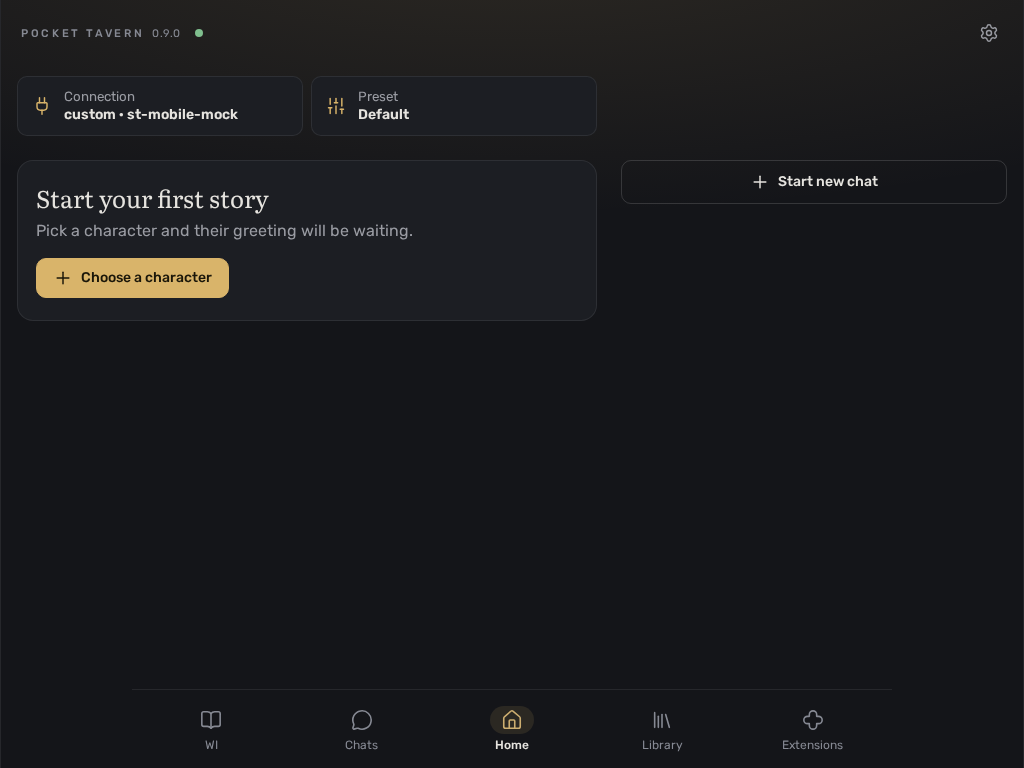 POCKET TAVERN 0.9.0
Connection
custom • st-mobile-mock
Preset
Default
Start your first story
Pick a character and their greeting will be waiting.
Choose a character
Start new chat
WI
Chats
Home
Library
Extensions